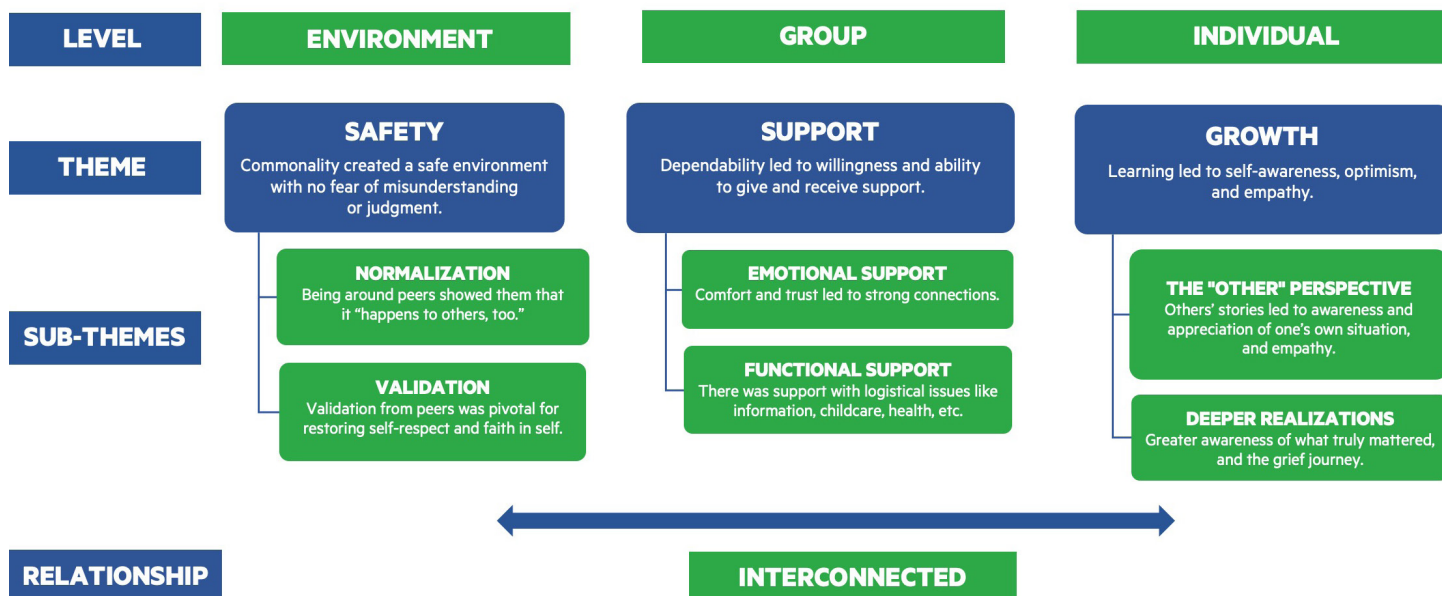 LEVEL
ENVIRONMENT
GROUP
INDIVIDUAL
THEME
SAFETY
Commonality created a safe environment
with no fear of misunderstanding
or judgment.
SUPPORT
Dependability led to willingness and ability
to give and receive support.
GROWTH
Learning led to self-awareness, optimism,
and empathy.
SUB-THEMES
NORMALIZATION
Being around peers showed them that
it “happens to others, too.”
VALIDATION
Validation from peers was pivotal for
restoring self-respect and faith in self.
EMOTIONAL SUPPORT
Comfort and trust led to strong connections.
FUNCTIONAL SUPPORT
There was support with logistical issues like
information, childcare, health, etc.
THE "OTHER" PERSPECTIVE
Others’ stories led to awareness and
appreciation of one’s own situation,
and empathy.
DEEPER REALIZATIONS
Greater awareness of what truly mattered,
and the grief journey.
RELATIONSHIP
INTERCONNECTED